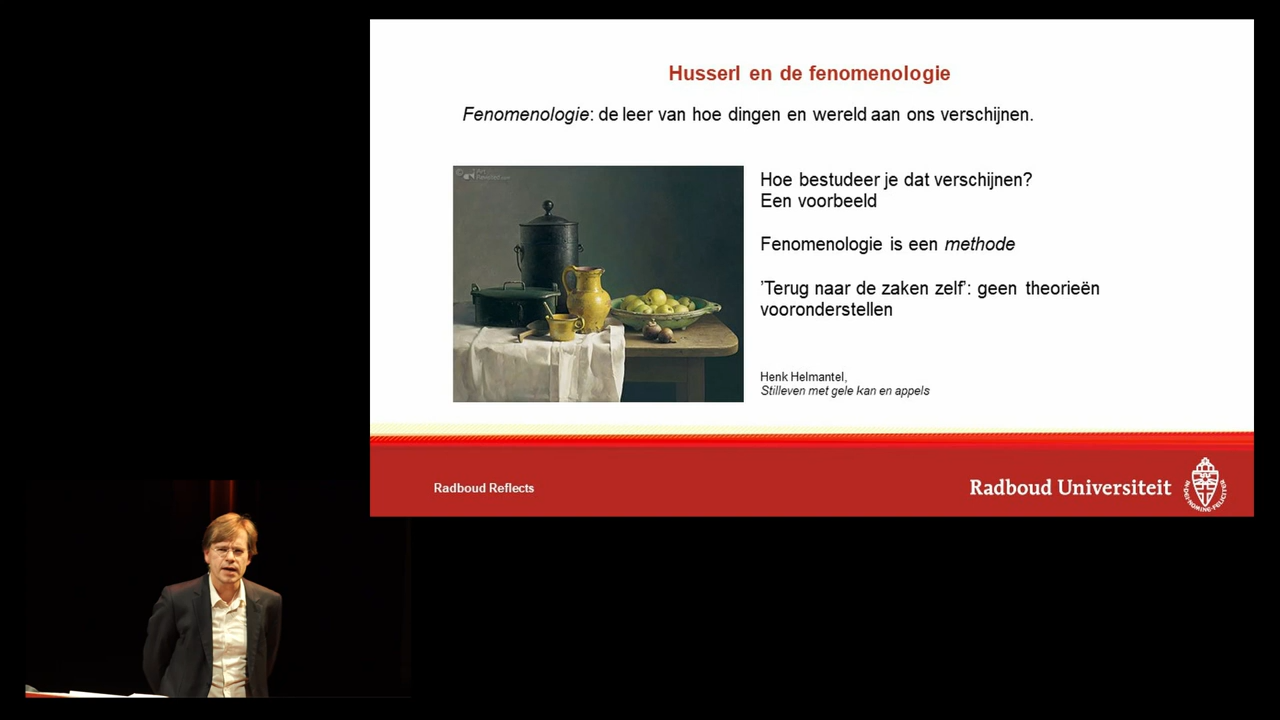 Husserl en de fenomenologie
Fenomenologie: de leer van hoe dingen en wereld aan ons verschijnen.
Hoe bestudeer je dat verschijnen?
Een voorbeeld
Fenomenologie is een methode
’Terug naar de zaken zelf’: geen theorieën
vooronderstellen
Henk Helmantel,
Stilleven met gele kan en appels
Radboud Reflects
Radboud Universiteit